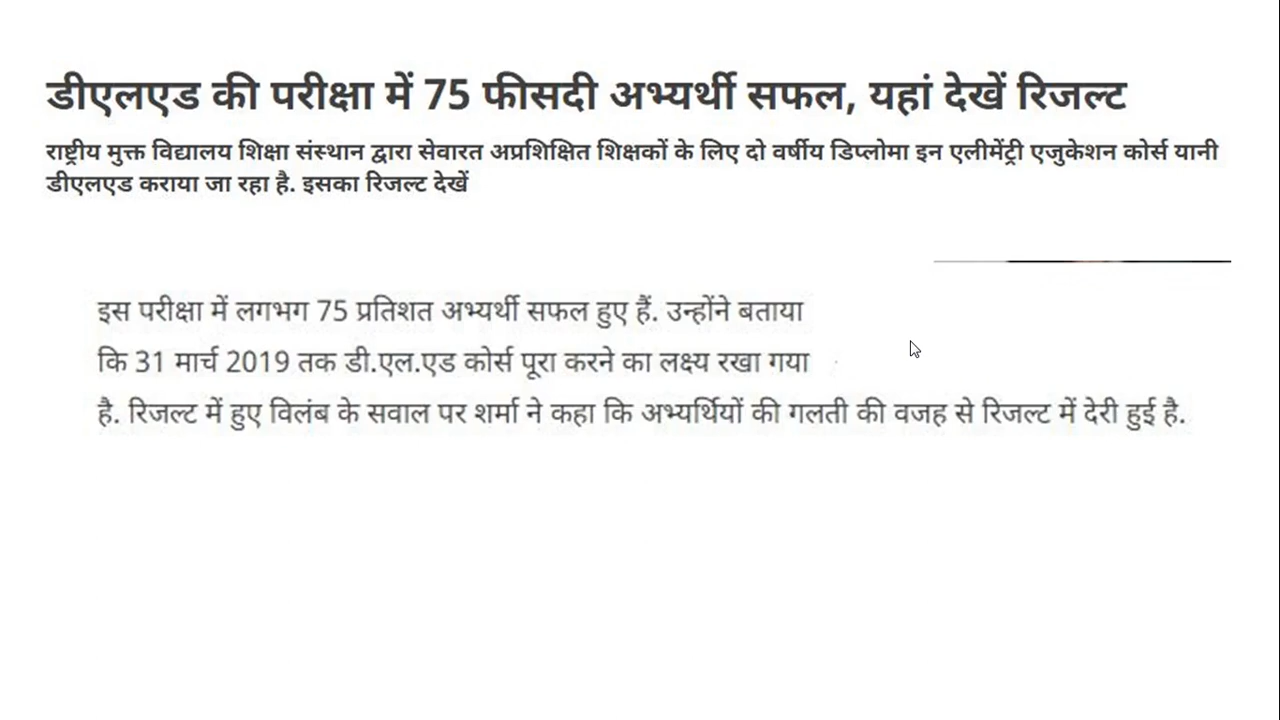 डीएलएड की परीक्षा में 75 फीसदी अभ्यर्थी सफल, यहां देखें रिजल्ट
राष्ट्रीय मुक्त विद्यालय शिक्षा संस्थान द्वारा सेवारत अप्रशिक्षित शिक्षकों के लिए दो वर्षीय डिप्लोमा इन एलीमेंट्री एजुकेशन कोर्स यानी
डीएलएड कराया जा रहा है. इसका रिजल्ट देखें
इस परीक्षा में लगभग 75 प्रतिशत अभ्यर्थी सफल हुए हैं. उन्होंने बताया
कि 31 मार्च 2019 तक डी.एल.एड कोर्स पूरा करने का लक्ष्य रखा गया
है. रिजल्ट में हुए विलंब के सवाल पर शर्मा ने कहा कि अभ्यर्थियों की गलती की वजह से रिजल्ट में देरी हुई है.